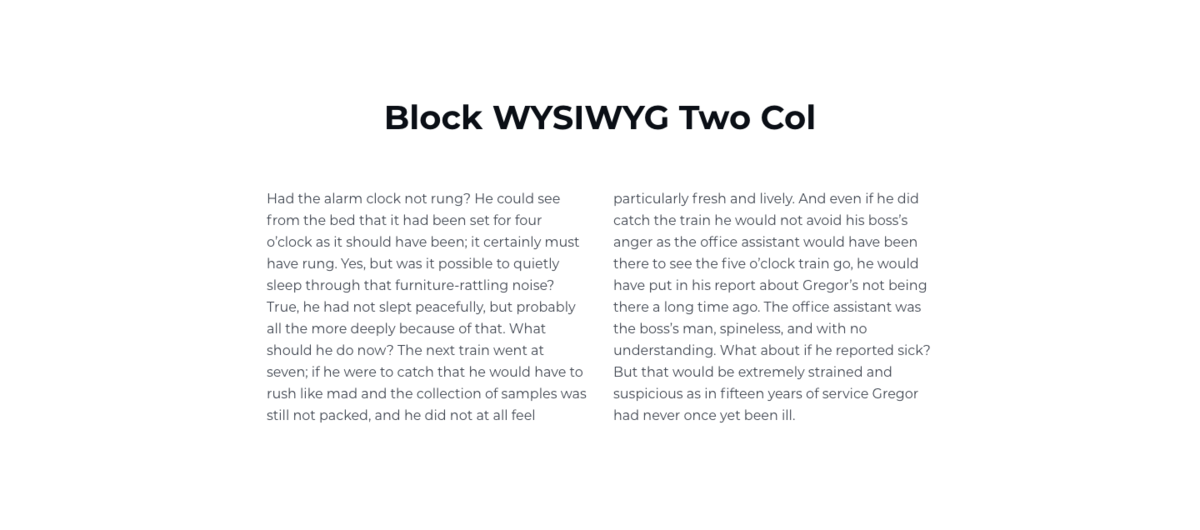 Block WYSIWYG Two Col
Had the alarm clock not rung? He could see
from the bed that it had been set for four
o’clock as it should have been; it certainly must
have rung. Yes, but was it possible to quietly
sleep through that furniture-rattling noise?
True, he had not slept peacefully, but probably
all the more deeply because of that. What
should he do now? The next train went at
seven; if he were to catch that he would have to
rush like mad and the collection of samples was
still not packed, and he did not at all feel
particularly fresh and lively. And even if he did
catch the train he would not avoid his boss’s
anger as the office assistant would have been
there to see the five o’clock train go, he would
have put in his report about Gregor’s not being
there a long time ago. The office assistant was
the boss’s man, spineless, and with no
understanding. What about if he reported sick?
But that would be extremely strained and
suspicious as in fifteen years of service Gregor
had never once yet been ill.